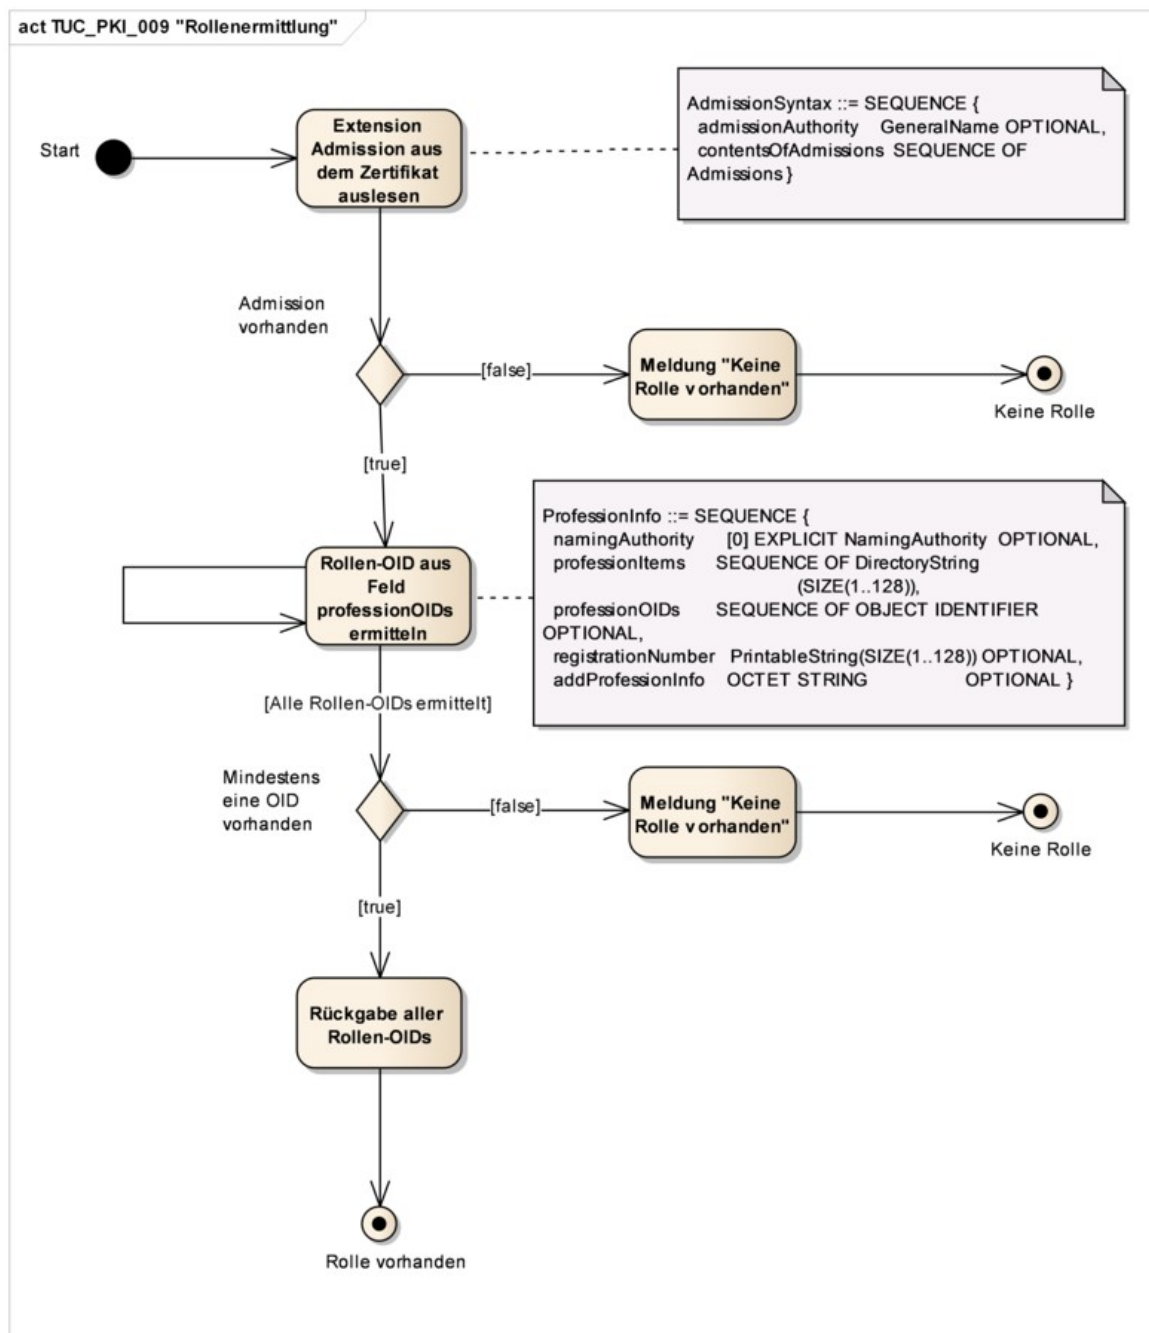 act TUC_PKI_009 "Rollenermittlung"
Start
Extension
Admission aus
dem Zertifikat
auslesen
AdmissionSyntax ::= SEQUENCE {
admissionAuthority GeneralName OPTIONAL,
contentsOfAdmissions SEQUENCE OF
Admissions }
Admission
vorhanden
[false]
Meldung "Keine
Rolle vorhanden"
Keine Rolle
[true]
Rollen-OID aus
Feld
professionOIDs
ermitteln
ProfessionInfo ::= SEQUENCE {
namingAuthority [0] EXPLICIT NamingAuthority OPTIONAL,
professionItems SEQUENCE OF DirectoryString
(SIZE(1..128)),
professionOIDs SEQUENCE OF OBJECT IDENTIFIER
OPTIONAL,
registrationNumber PrintableString(SIZE(1..128)) OPTIONAL,
addProfessionInfo OCTET STRING OPTIONAL }
[Alle Rollen-OIDs ermittelt]
Mindestens
eine OID
vorhanden
[false]
Meldung "Keine
Rolle vorhanden"
Keine Rolle
[true]
Rückgabe aller
Rollen-OIDs
Rolle vorhanden